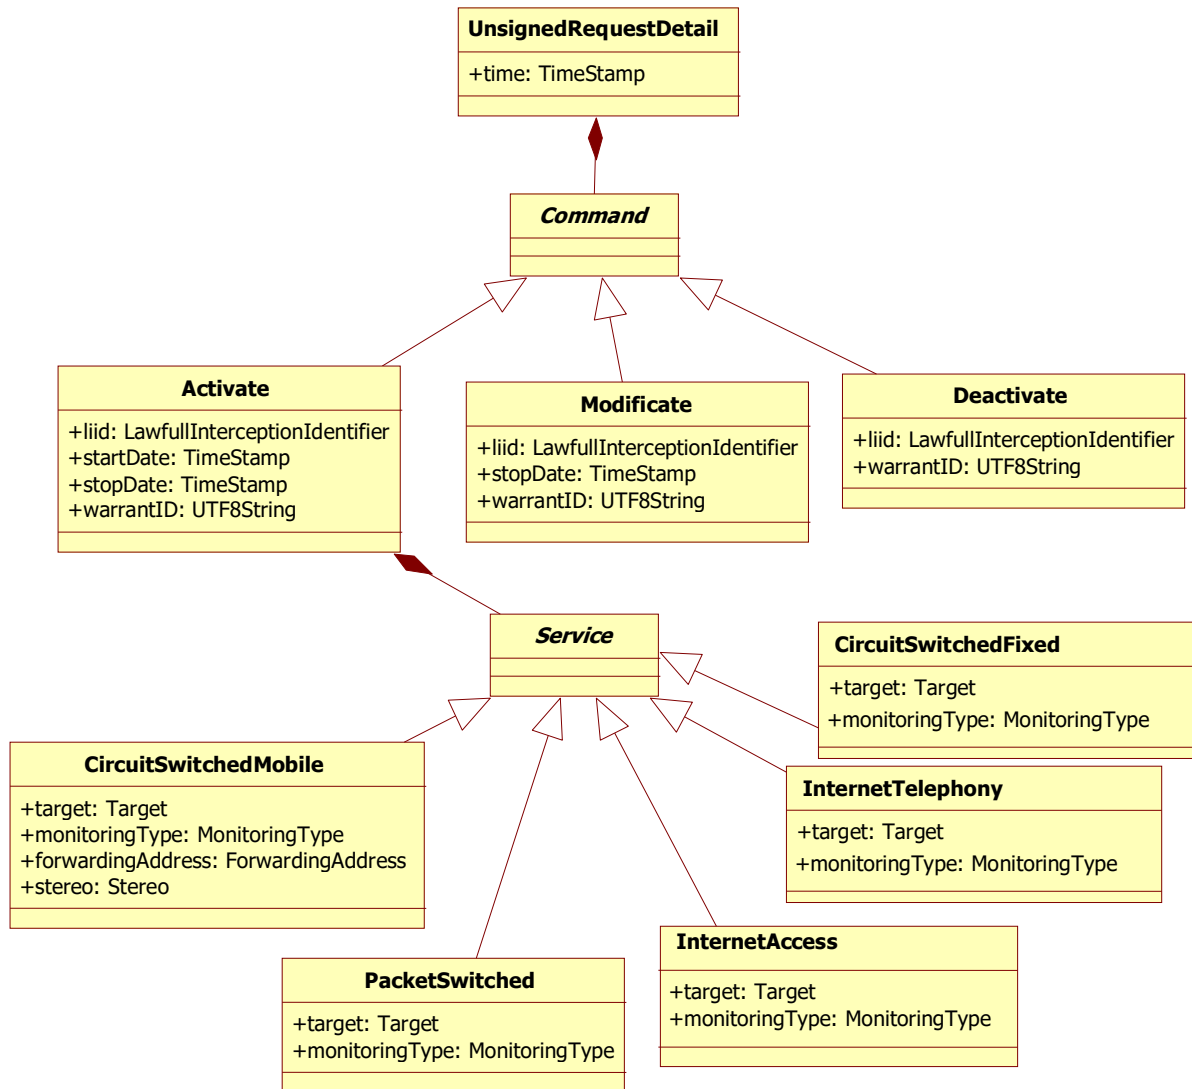 UnsignedRequestDetail
+time: TimeStamp
Command
Activate
+liid: LawfullInterceptionIdentifier
+startDate: TimeStamp
+stopDate: TimeStamp
+warrantID: UTF8String
Modificate
+liid: LawfullInterceptionIdentifier
+stopDate: TimeStamp
+warrantID: UTF8String
Deactivate
+liid: LawfullInterceptionIdentifier
+warrantID: UTF8String
Service
CircuitSwitchedFixed
+target: Target
+monitoringType: MonitoringType
CircuitSwitchedMobile
+target: Target
+monitoringType: MonitoringType
+forwardingAddress: ForwardingAddress
+stereo: Stereo
InternetTelephony
+target: Target
+monitoringType: MonitoringType
InternetAccess
+target: Target
+monitoringType: MonitoringType
PacketSwitched
+target: Target
+monitoringType: MonitoringType